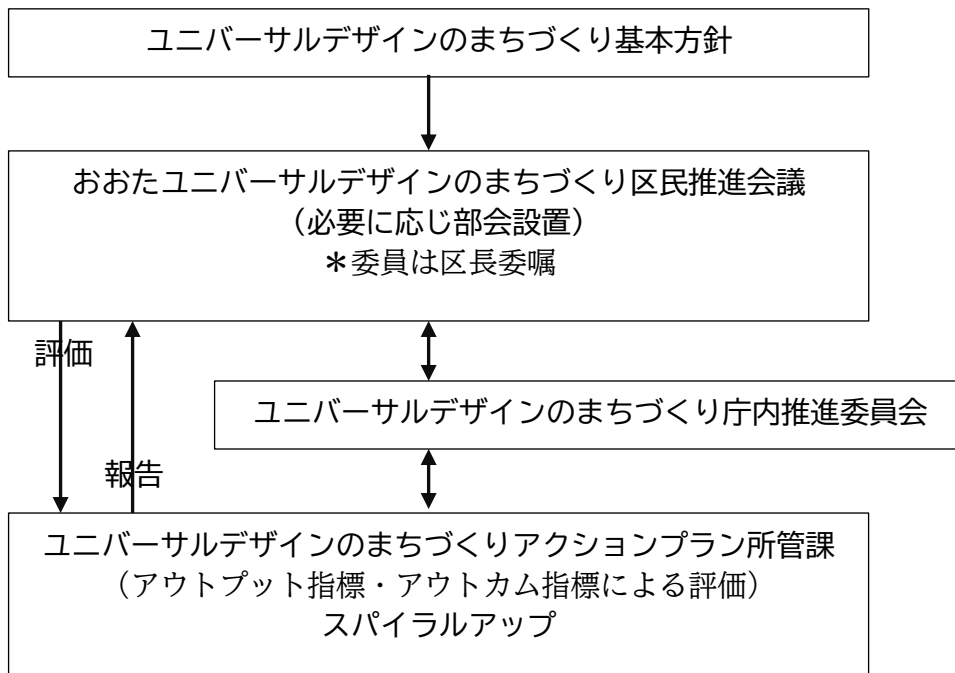 ユニバーサルデザインのまちづくり基本方針
おおたユニバーサルデザインのまちづくり区民推進会議
（必要に応じ部会設置）
＊委員は区長委嘱
評価
ユニバーサルデザインのまちづくり庁内推進委員会
報告
ユニバーサルデザインのまちづくりアクションプラン所管課
（アウトプット指標・アウトカム指標による評価）
スパイラルアップ